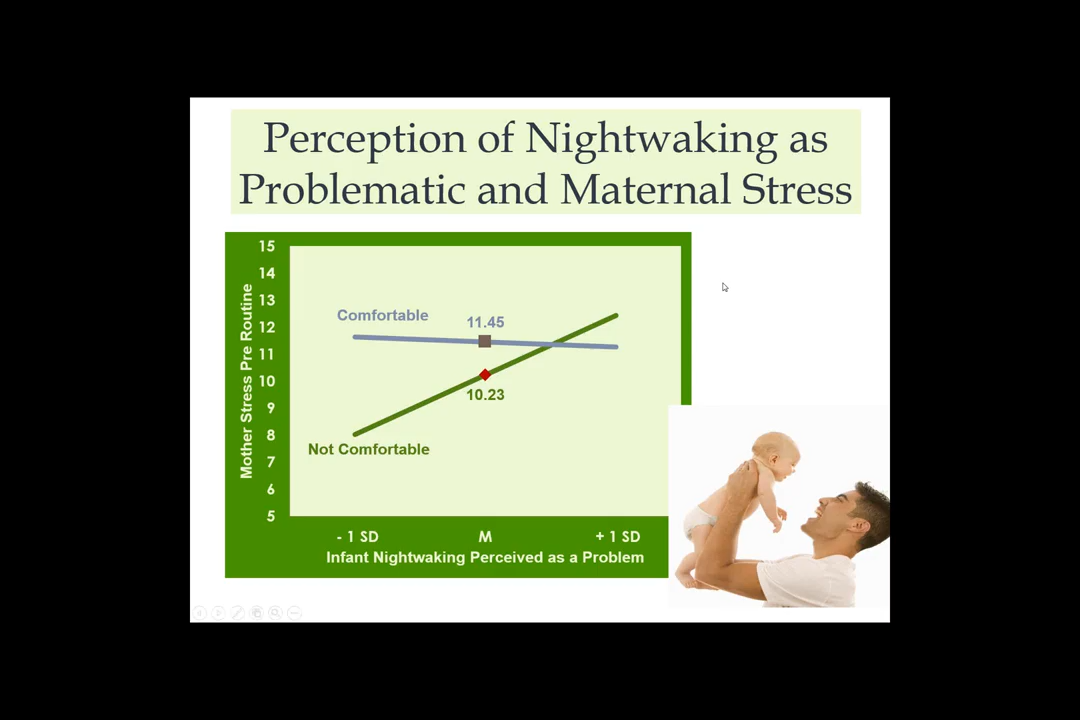 Perception of Nightwaking as
Problematic and Maternal Stress
15
14
13
12
11
10
9
8
7
6
5
Mother Stress Pre Routine
Comfortable
11.45
10.23
Not Comfortable
- 1 SD
M
+ 1 SD
Infant Nightwaking Perceived as a Problem